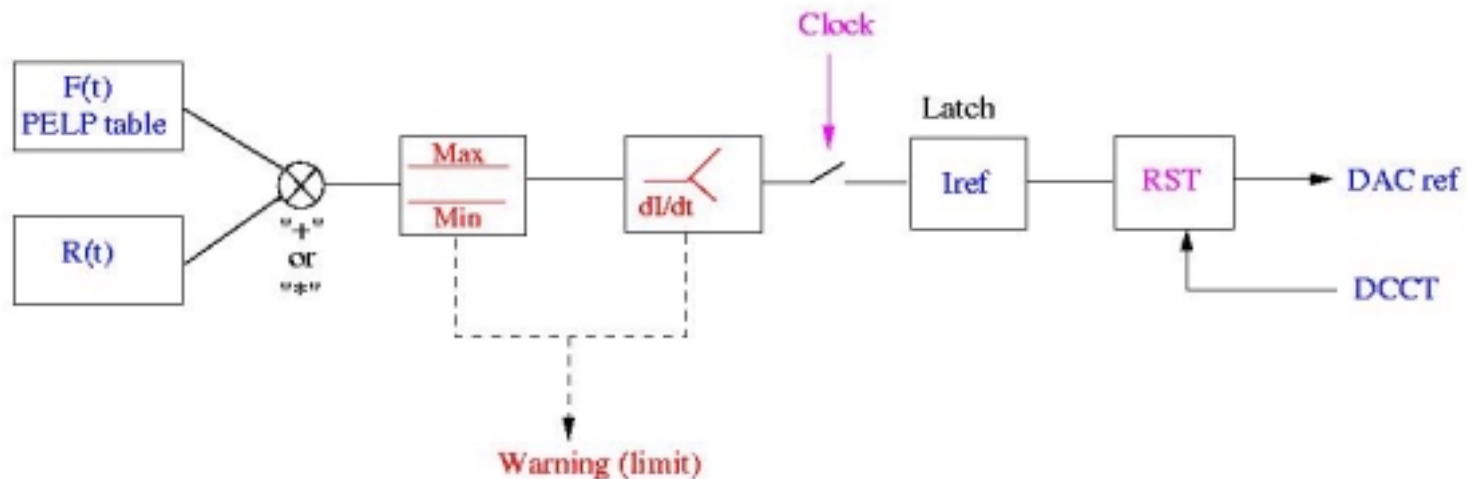 Clock
F(t)
PELP table
Latch
Max
Min
dI/dt
Iref
RST
DAC ref
R(t)
"+"
or
"*"
DCCT
Warning (limit)